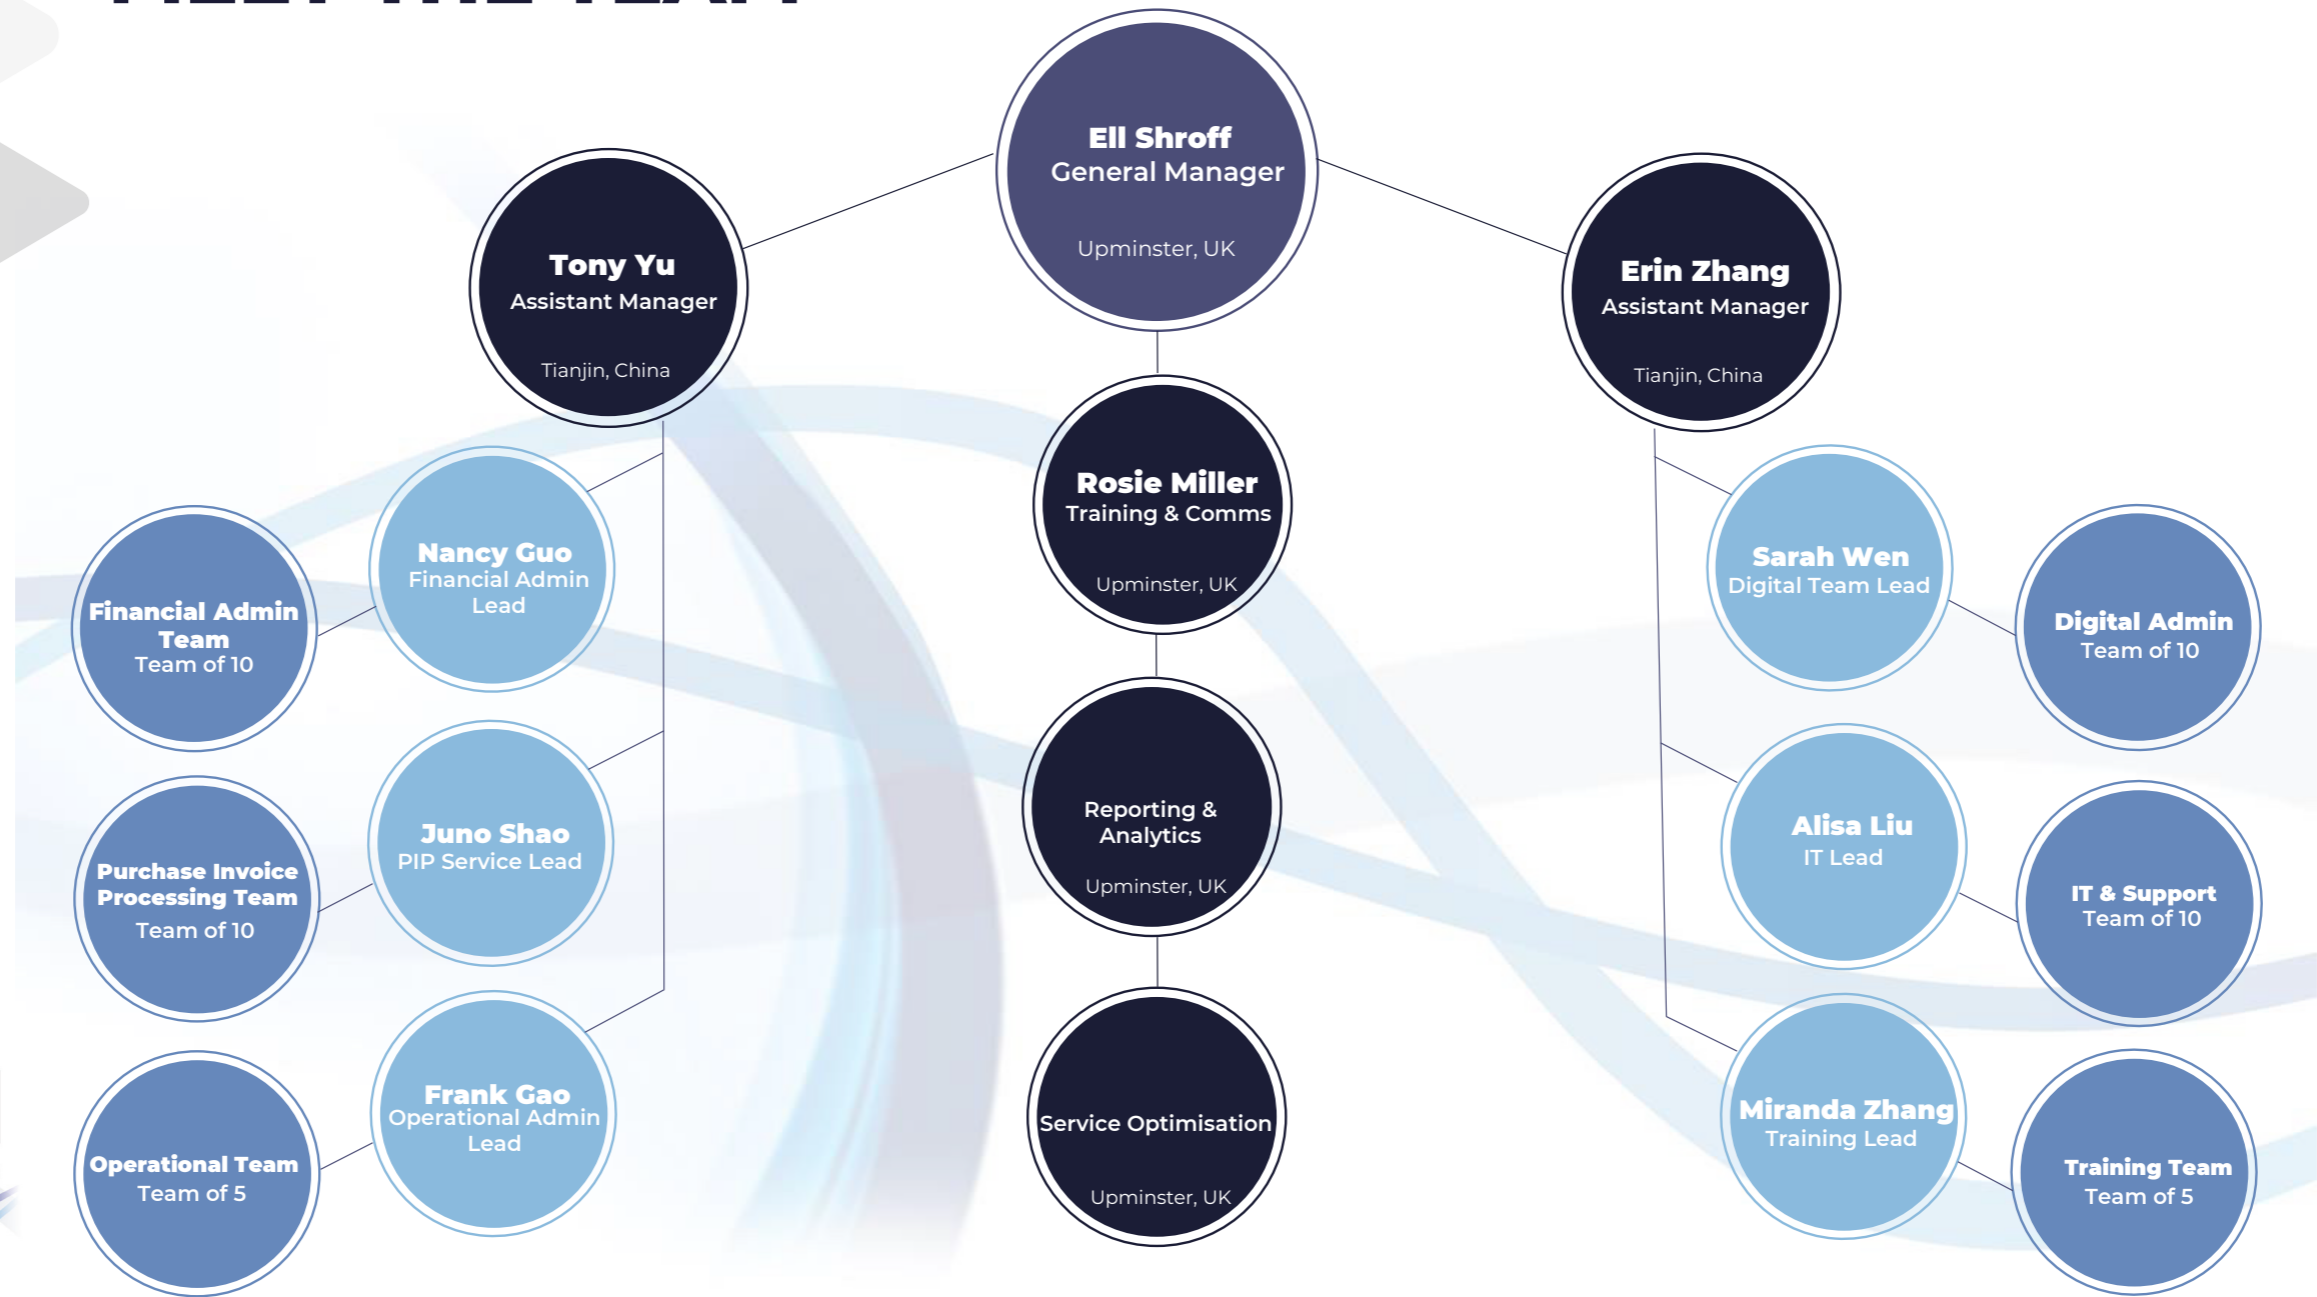 MEET THE TEAM
Ell Shroff
General Manager
Upminster, UK
Tony Yu
Assistant Manager
Tianjin, China
Erin Zhang
Assistant Manager
Tianjin, China
Rosie Miller
Training & Comms
Upminster, UK
Reporting &
Analytics
Upminster, UK
Service Optimisation
Upminster, UK
Nancy Guo
Financial Admin
Lead
Financial Admin
Team
Team of 10
Juno Shao
PIP Service Lead
Purchase Invoice
Processing Team
Team of 10
Frank Gao
Operational Admin
Lead
Operational Team
Team of 5
Sarah Wen
Digital Team Lead
Digital Admin
Team of 10
Alisa Liu
IT Lead
IT & Support
Team of 10
Miranda Zhang
Training Lead
Training Team
Team of 5